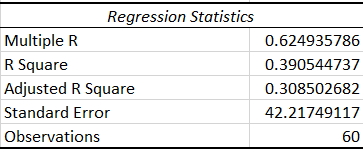 Regression Statistics
Multiple R 0.624935786
R Square 0.390544737
Adjusted R Square 0.308502682
Standard Error 42.21749117
Observations 60